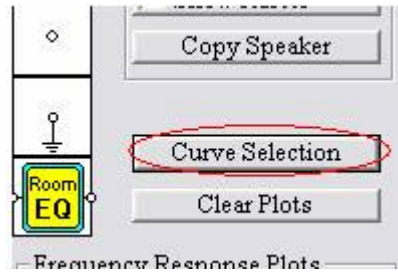 Copy Speaker
Curve Selection
Room
EQ
Clear Plots
Frequency Response Plots